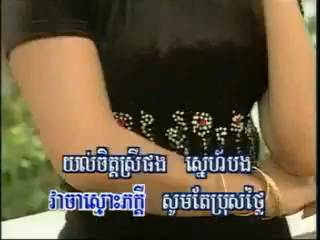 យល់ចិត្តស្រីផង ស្នេហ៍បង
វាចាស្មោះភក្ដី សូមតែប្រុសថ្លៃ